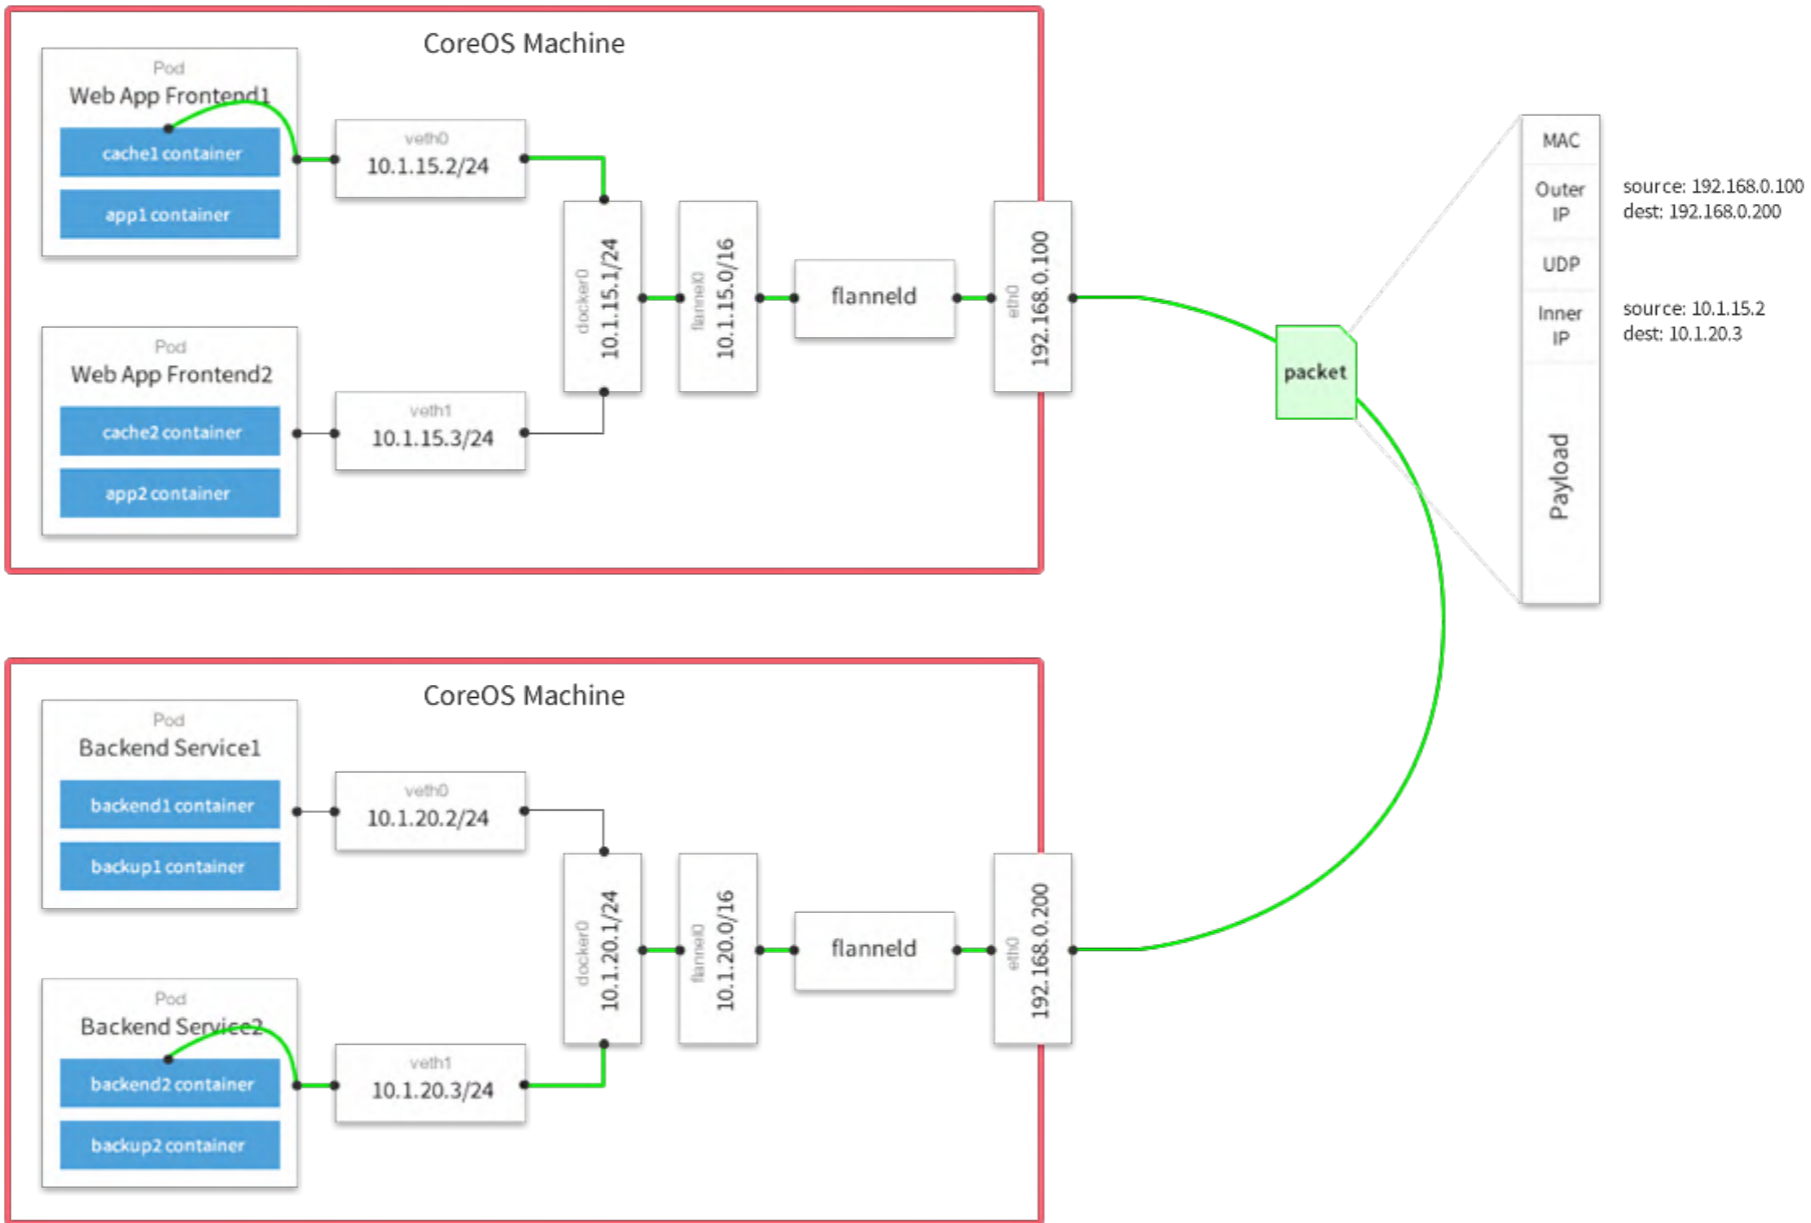 CoreOS Machine
Pod
Web App Frontend1
cache1 container
app1 container
veth0
10.1.15.2/24
Pod
Web App Frontend2
cache2 container
app2 container
veth1
10.1.15.3/24
docker0
10.1.15.1/24
flannel0
10.1.15.0/16
flanneld
eth0
192.168.0.100
packet
MAC
Outer
IP
source: 192.168.0.100
dest: 192.168.0.200
UDP
Inner
IP
source: 10.1.15.2
dest: 10.1.20.3
Payload
CoreOS Machine
Pod
Backend Service1
backend1 container
backup1 container
veth0
10.1.20.2/24
Pod
Backend Service2
backend2 container
backup2 container
veth1
10.1.20.3/24
docker0
10.1.20.1/24
flannel0
10.1.20.0/16
flanneld
eth0
192.168.0.200